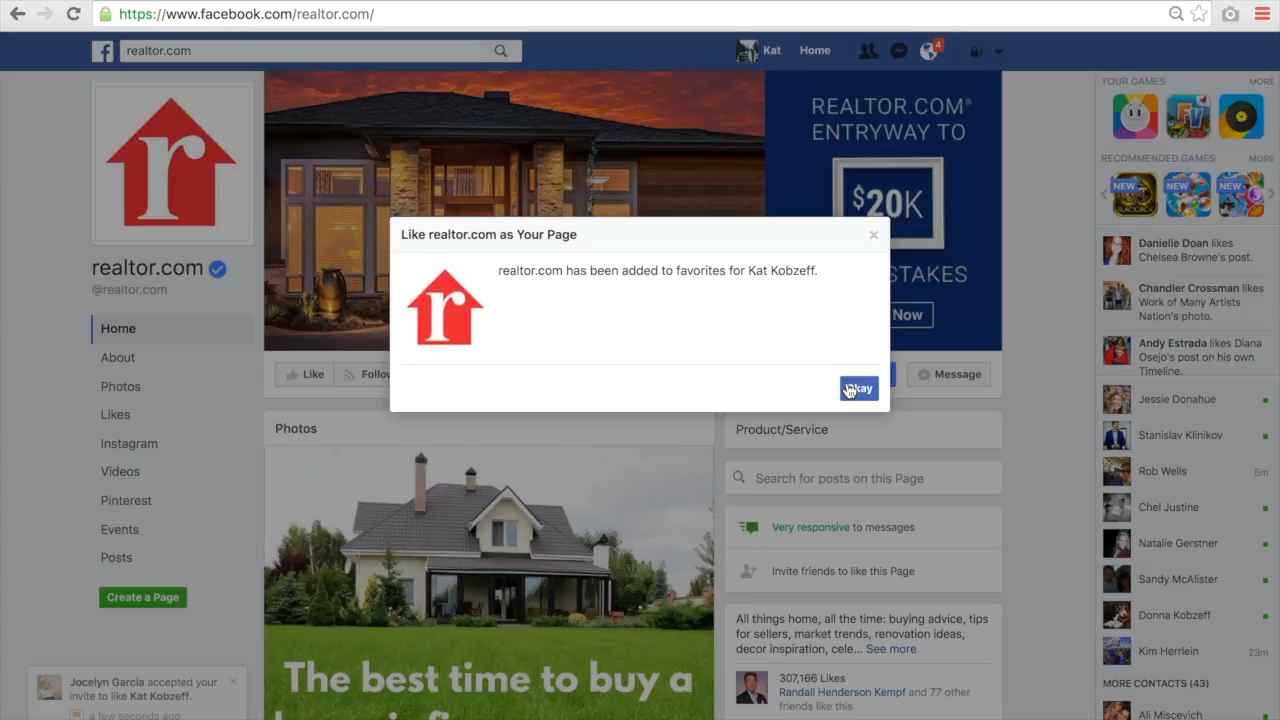 https://www.facebook.com/realtor.com/
realtor.com
Kat
Home
4
r
realtor.com
@realtor.com
Home
About
Photos
Likes
Instagram
Videos
Pinterest
Events
Posts
Create a Page
Jocelyn Garcia accepted your
invite to like Kat Kobzeff.
a few seconds ago
REALTOR.COM®
ENTRYWAY TO
$20K
STAKES
Now
Like
Follow
Message
Like realtor.com as Your Page
r
realtor.com has been added to favorites for Kat Kobzeff.
Okay
Photos
The best time to buy a
Product/Service
Search for posts on this Page
Very responsive to messages
Invite friends to like this Page
All things home, all the time: buying advice, tips
for sellers, market trends, renovation ideas,
decor inspiration, cele... See more
307,166 Likes
Randall Henderson Kempf and 77 other
friends like this
YOUR GAMES
MORE
RECOMMENDED GAMES
MORE
NEW
BLACKJACK
NEW
NEW
Danielle Doan likes
Chelsea Browne's post.
Chandler Crossman likes
Work of Many Artists
Nation's photo.
Andy Estrada likes Diana
Osejo's post on his own
Timeline.
Jessie Donahue
Stanislav Klinikov
Rob Wells
5m
Chel Justine
Natalie Gerstner
Sandy McAlister
Donna Kobzeff
Kim Herrlein
23m
MORE CONTACTS (43)
Ali Miscevich